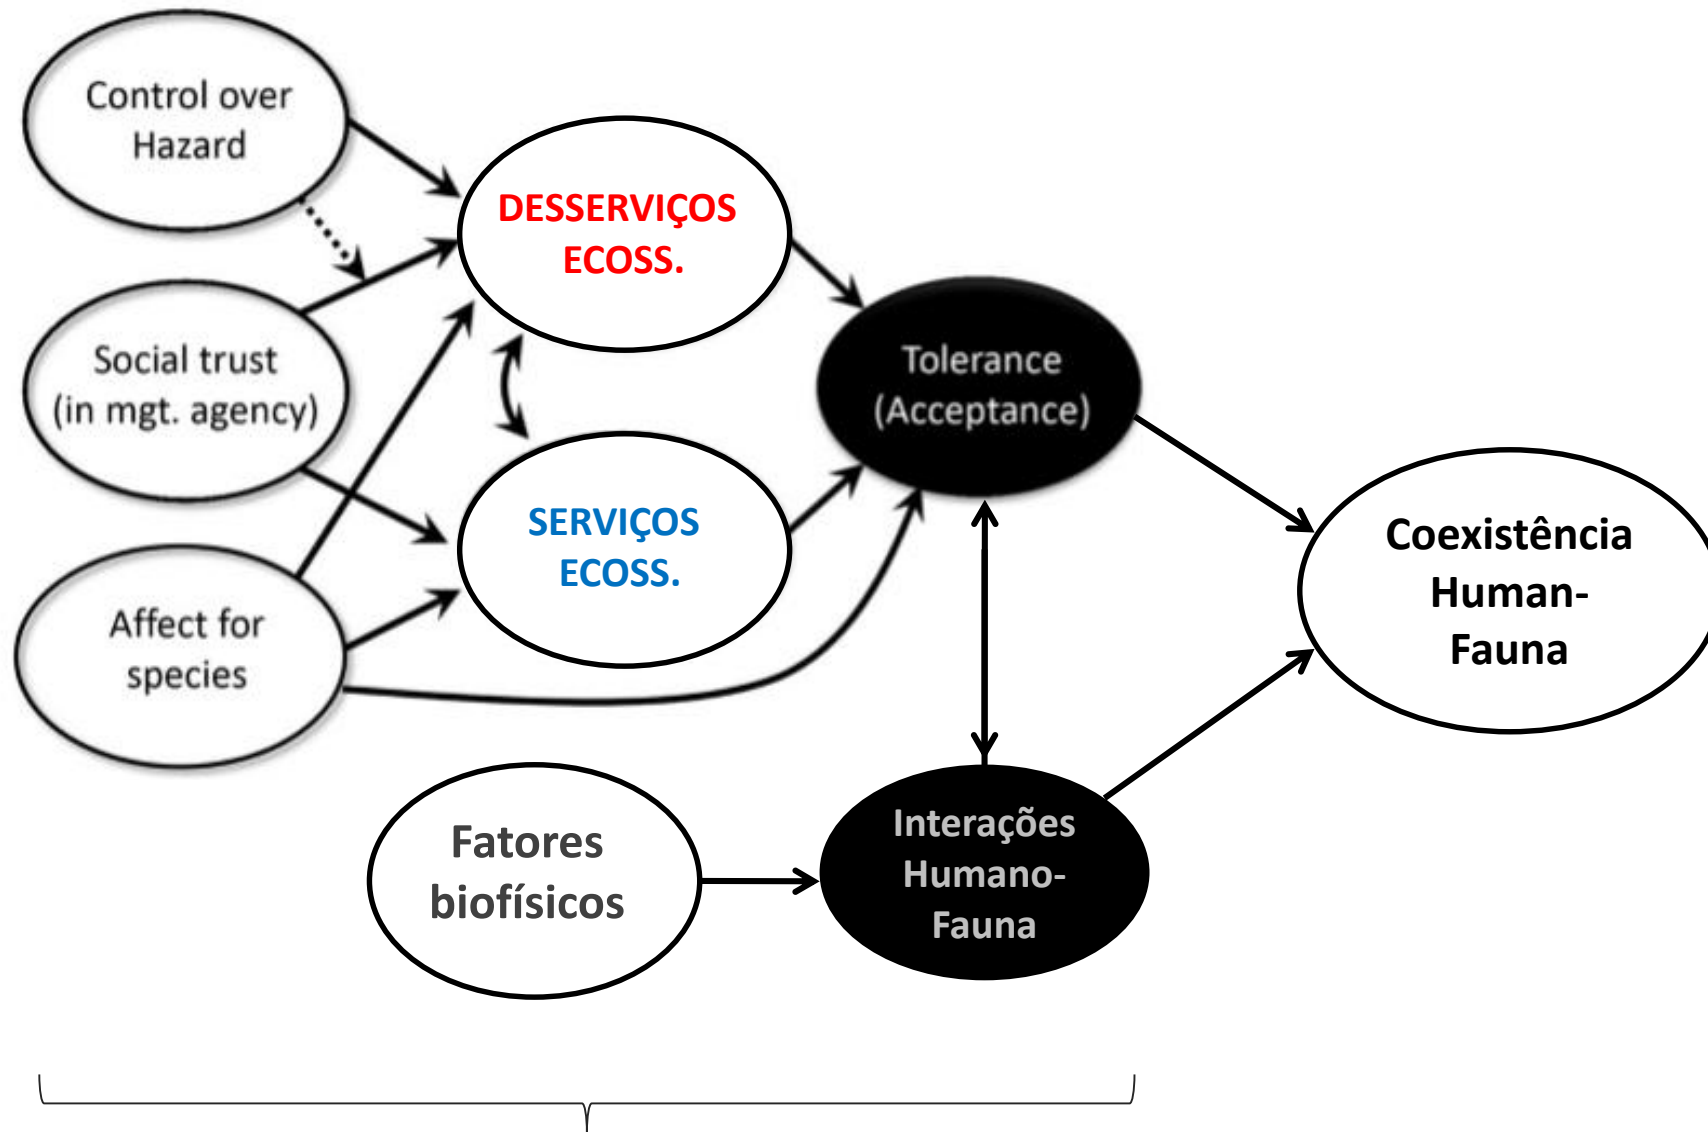 Control over
Hazard
DESSERVIÇOS
ECOSS.
Social trust
(in mgt. agency)
Tolerance
(Acceptance)
SERVIÇOS
ECOSS.
Coexistência
Human-
Fauna
Affect for
species
Fatores
biofísicos
Interações
Humano-
Fauna